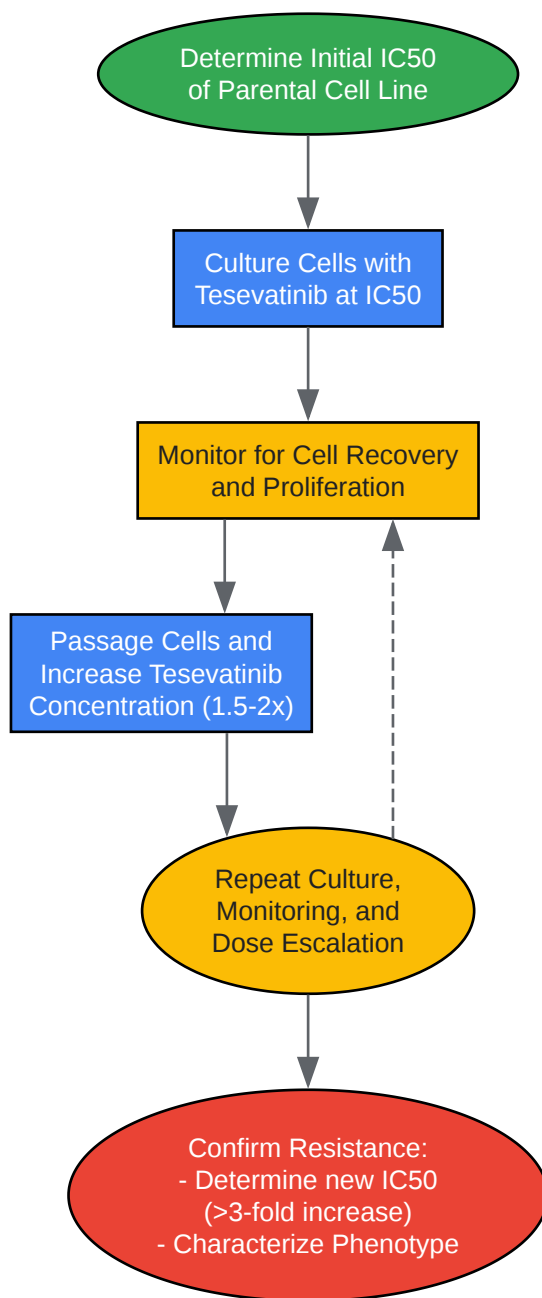 Determine Initial IC50
of Parental Cell Line
Culture Cells with
Tesevatinib at IC50
Monitor for Cell Recovery
and Proliferation
Passage Cells and
Increase Tesevatinib
Concentration (1.5-2x)
Repeat Culture,
Monitoring, and
Dose Escalation
Confirm Resistance:
- Determine new IC50
(>3-fold increase)
- Characterize Phenotype